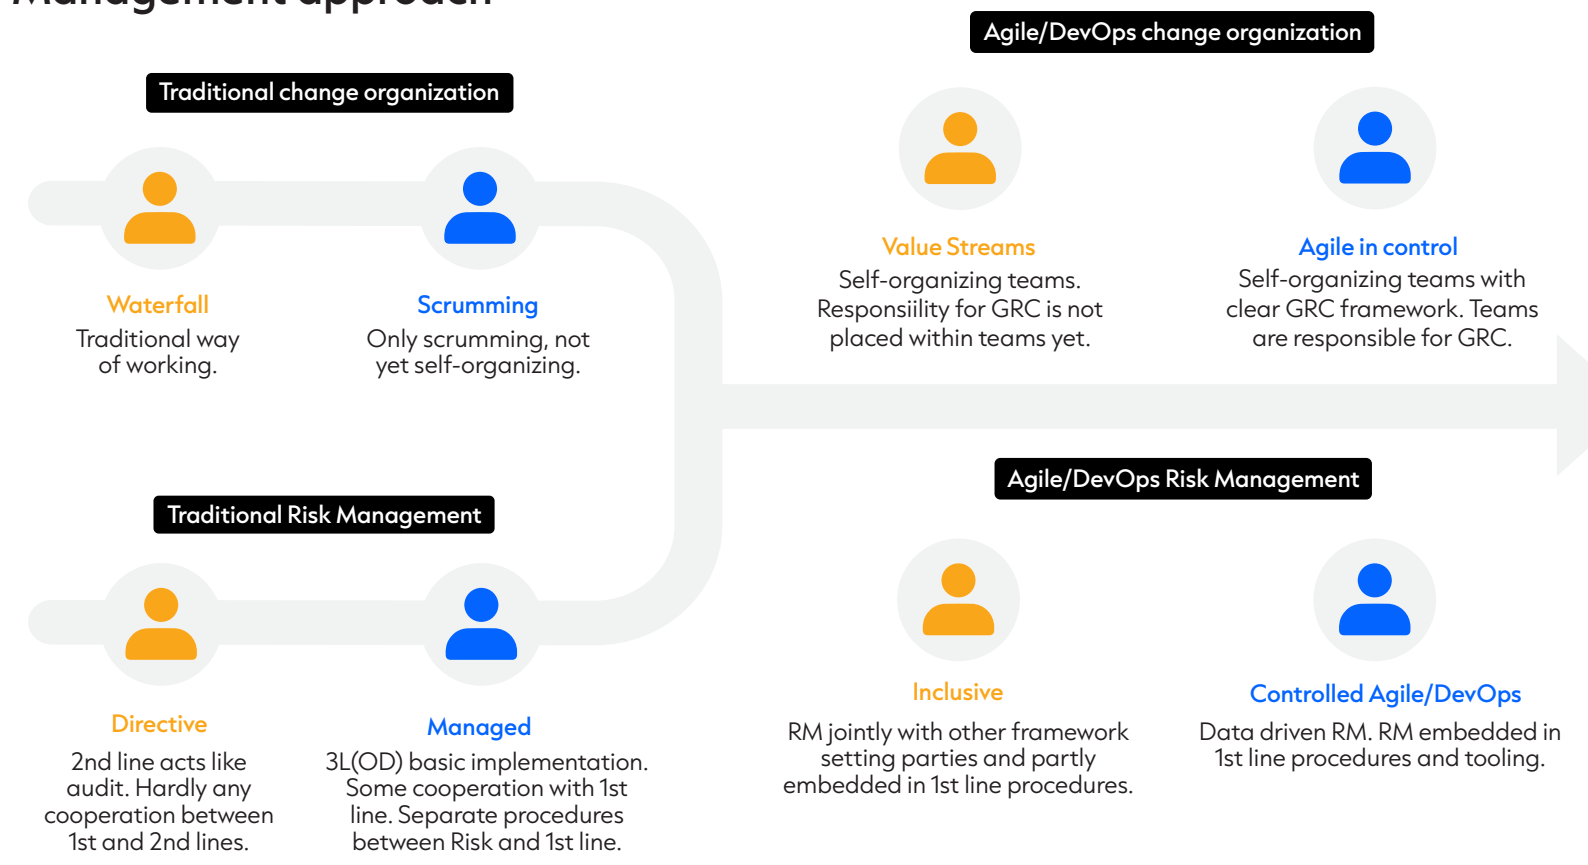 Management approach
Traditional change organization
Waterfall
Traditional way
of working.
Scrumming
Only scrumming, not
yet self-organizing.
Agile/DevOps change organization
Value Streams
Self-organizing teams.
Responsiility for GRC is not
placed within teams yet.
Agile in control
Self-organizing teams with
clear GRC framework. Teams
are responsible for GRC.
Traditional Risk Management
Directive
2nd line acts like
audit. Hardly any
cooperation between
1st and 2nd lines.
Managed
3L(OD) basic implementation.
Some cooperation with 1st
line. Separate procedures
between Risk and 1st line.
Agile/DevOps Risk Management
Inclusive
RM jointly with other framework
setting parties and partly
embedded in 1st line procedures.
Controlled Agile/DevOps
Data driven RM. RM embedded in
1st line procedures and tooling.